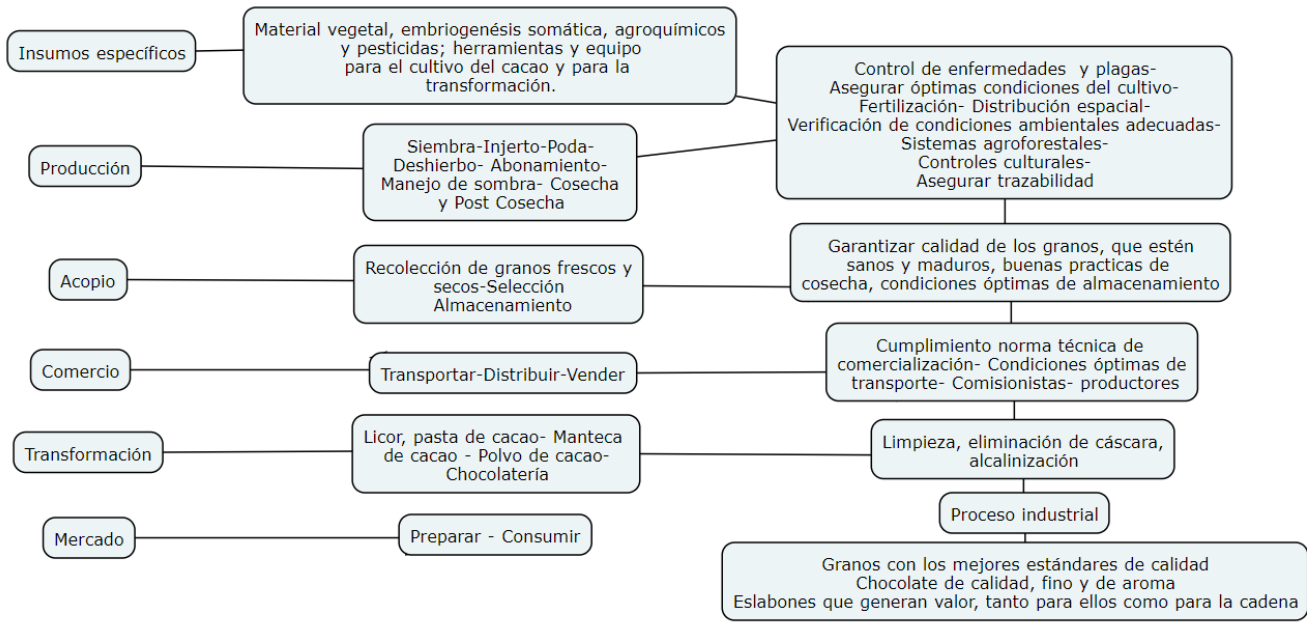 Insumos específicos
Material vegetal, embriogenésis somática, agroquímicos
y pesticidas; herramientas y equipo
para el cultivo del cacao y para la
transformación.
Control de enfermedades  y plagas-
Asegurar óptimas condiciones del cultivo-
Fertilización- Distribución espacial-
Verificación de condiciones ambientales adecuadas-
Sistemas agroforestales-
Controles culturales-
Asegurar trazabilidad
Producción
Siembra-Injerto-Poda-
Deshierbo- Abonamiento-
Manejo de sombra- Cosecha
y Post Cosecha
Acopio
Recolección de granos frescos y
secos-Selección
Almacenamiento
Garantizar calidad de los granos, que estén
sanos y maduros, buenas practicas de
cosecha, condiciones óptimas de almacenamiento
Comercio
Transportar-Distribuir-Vender
Cumplimiento norma técnica de
comercialización- Condiciones óptimas de
transporte- Comisionistas- productores
Transformación
Licor, pasta de cacao- Manteca
de cacao - Polvo de cacao-
Chocolatería
Limpieza, eliminación de cáscara,
alcalinización
Proceso industrial
Mercado
Preparar - Consumir
Granos con los mejores estándares de calidad
Chocolate de calidad, fino y de aroma
Eslabones que generan valor, tanto para ellos como para la cadena